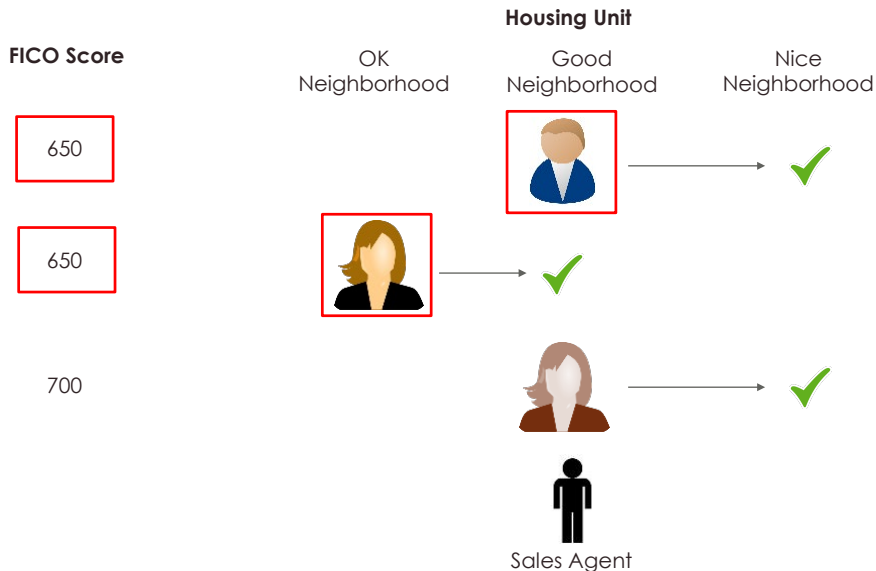 Housing Unit
FICO Score
OK
Neighborhood
Good
Neighborhood
Nice
Neighborhood
650
650
700
Sales Agent